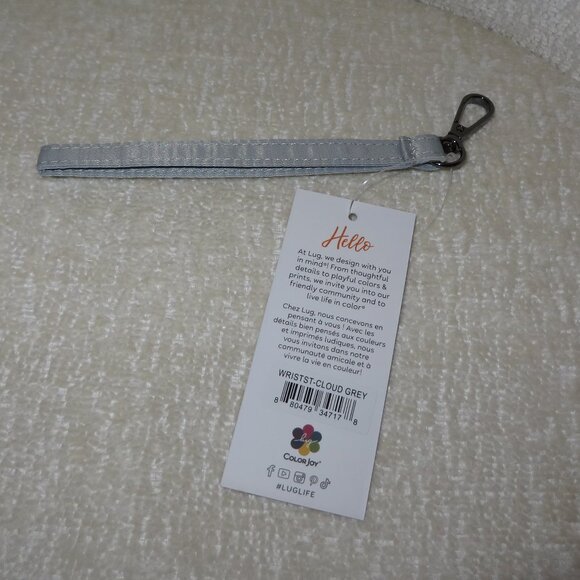 Hello
At Lug, we design with you
in mind®! From thoughtful
details to playful colors &
prints, we invite you into our
friendly community and to
live life in color®
Chez Lug, nous concevons en
pensant à vous ! Avec les
détails bien pensés aux couleurs
et imprimés ludiques, nous
vous invitons dans notre
communauté amicale et à
vivre la vie en couleur!
WRISTST-CLOUD GREY
8 80479 34717 8
lug
COLORJOY®
#LUGLIFE